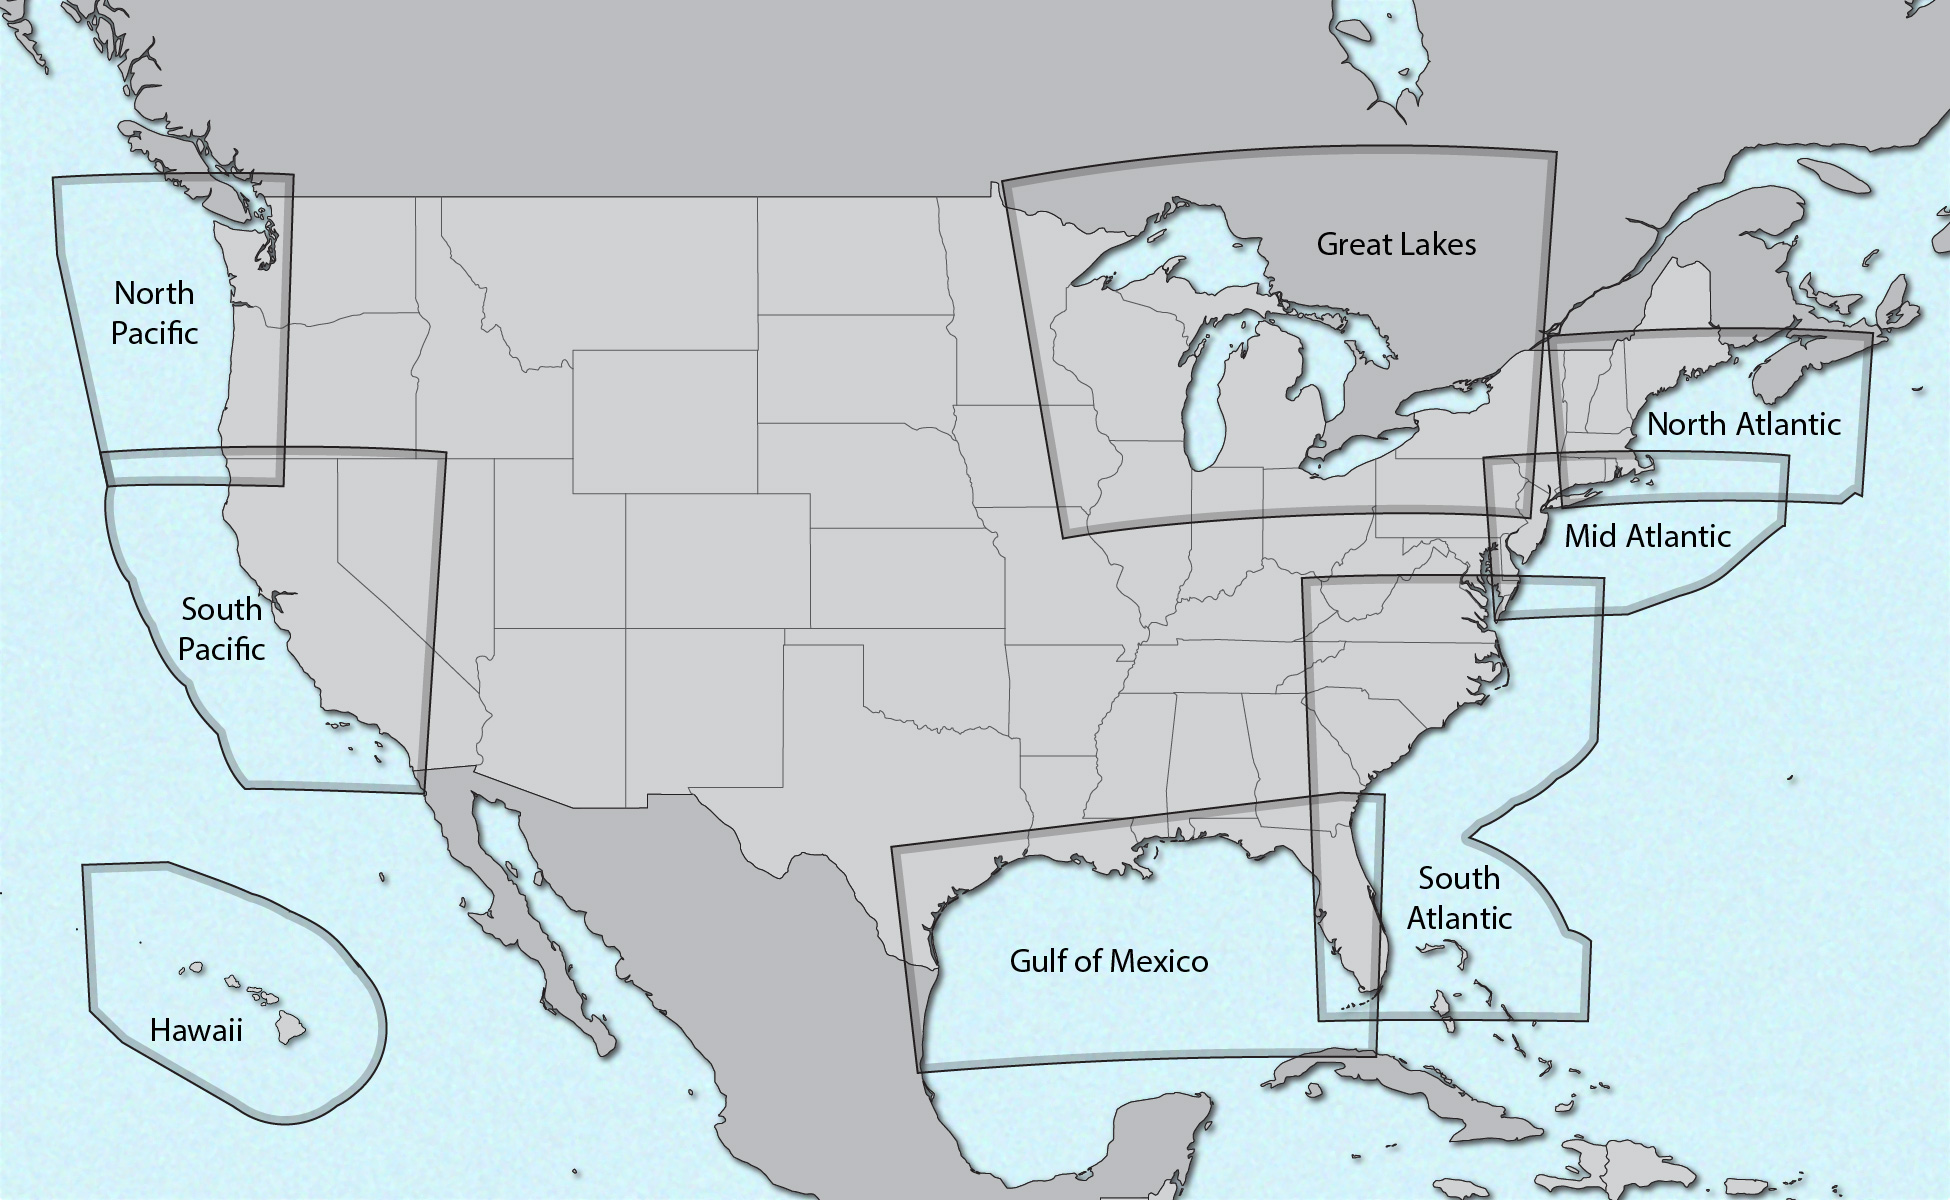 Great Lakes
North
Pacific
North Atlantic
Mid Atlantic
South
Pacific
South
Atlantic
Gulf of Mexico
Hawaii